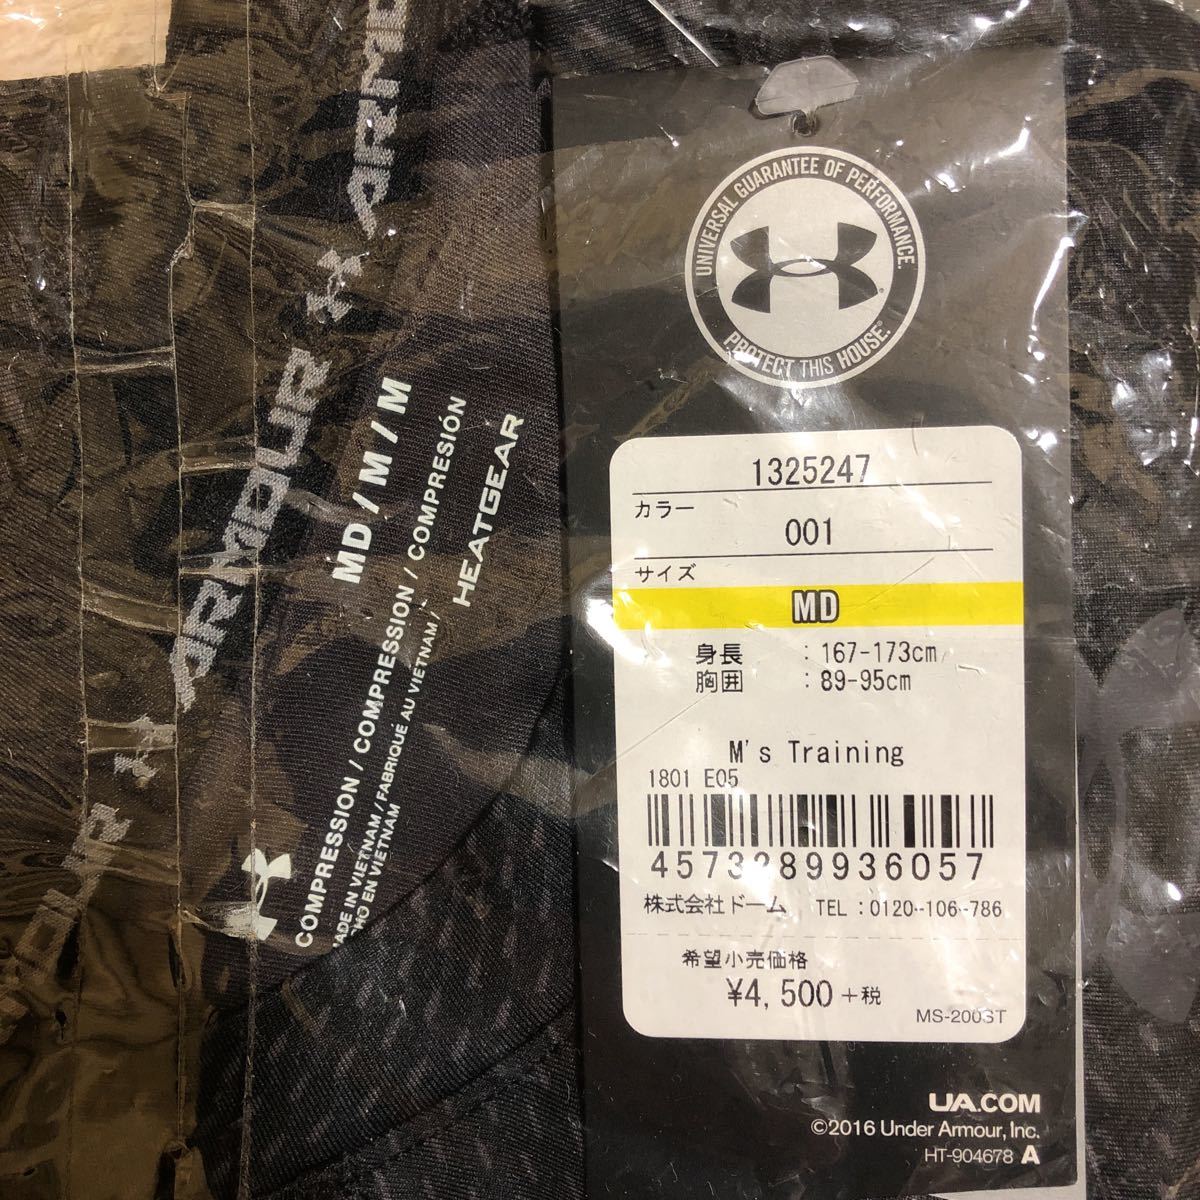 ARMOUR
ARMO
MD / M / M
COMPRESSION / COMPRESSION / COMPRESIÓN
MADE IN VIETNAM / FABRIQUÉ AU VIETNAM /
HO EN VIETNAM
HEATGEAR
UNIVERSAL GUARANTEE OF PERFORMANCE.
PROTECT THIS HOUSE.®
1325247
カラー
001
サイズ
MD
身長 : 167-173cm
胸囲 : 89-95cm
M's Training
1801 E05
4573289936057
株式会社ドーム TEL:0120-106-786
希望小売価格
¥4,500+税
MS-200ST
UA.COM
©2016 Under Armour, Inc.
HT-904678 A